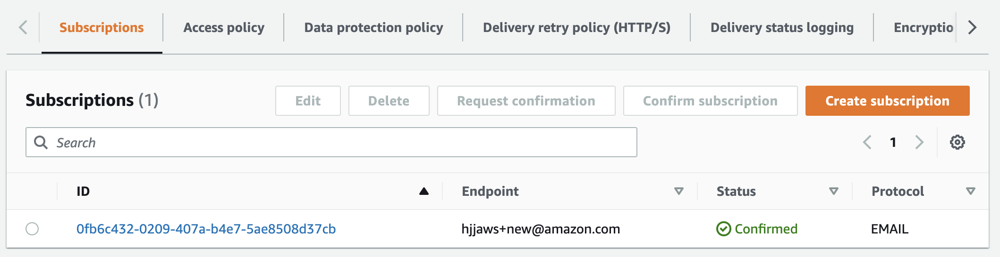 Subscriptions Access policy Data protection policy Delivery retry policy (HTTP/S) Delivery status logging Encryptio
Subscriptions (1) Edit Delete Request confirmation Confirm subscription Create subscription
Search 1
ID Endpoint Status Protocol
0fb6c432-0209-407a-b4e7-5ae8508d37cb hjjaws+new@amazon.com Confirmed EMAIL